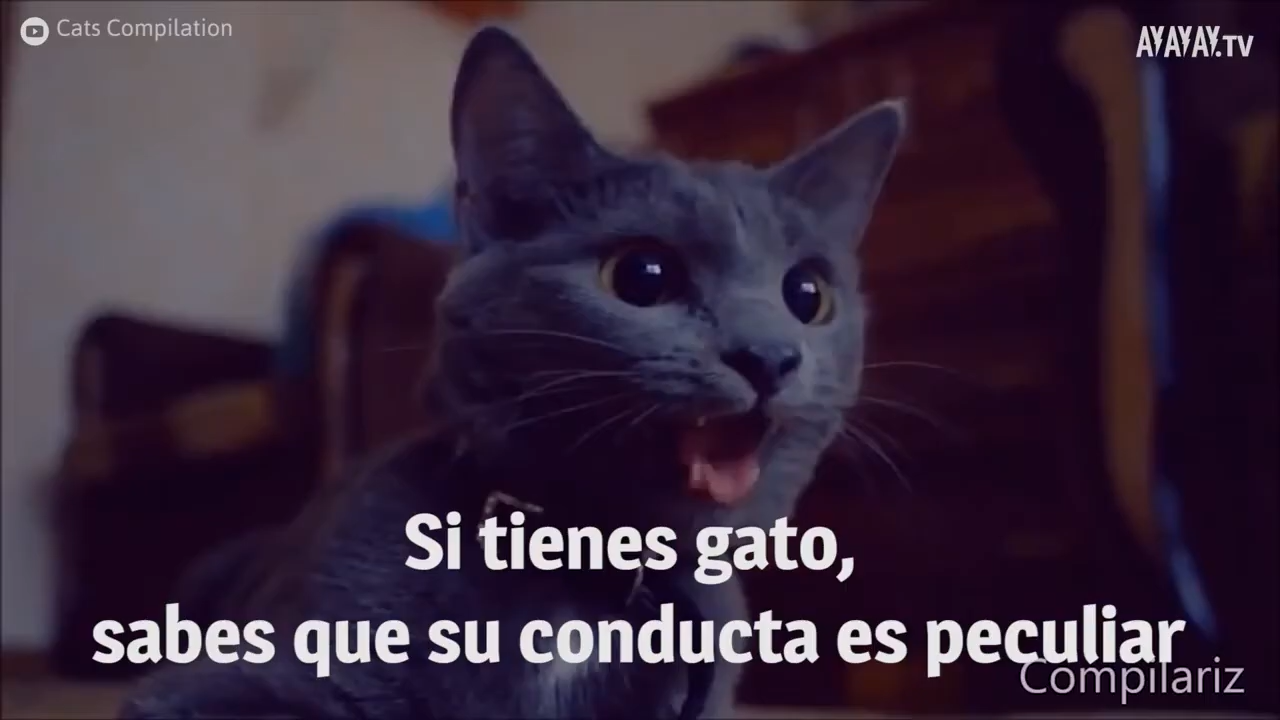 Cats Compilation
AYAYAY.TV
Si tienes gato,
sabes que su conducta es peculiar
Compilariz